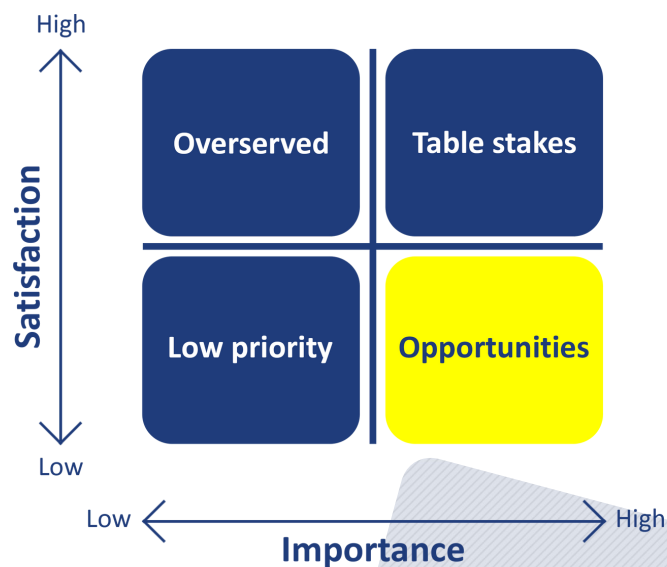 High
Overserved
Table stakes
Satisfaction
Low priority
Opportunities
Low
Low
High
Importance